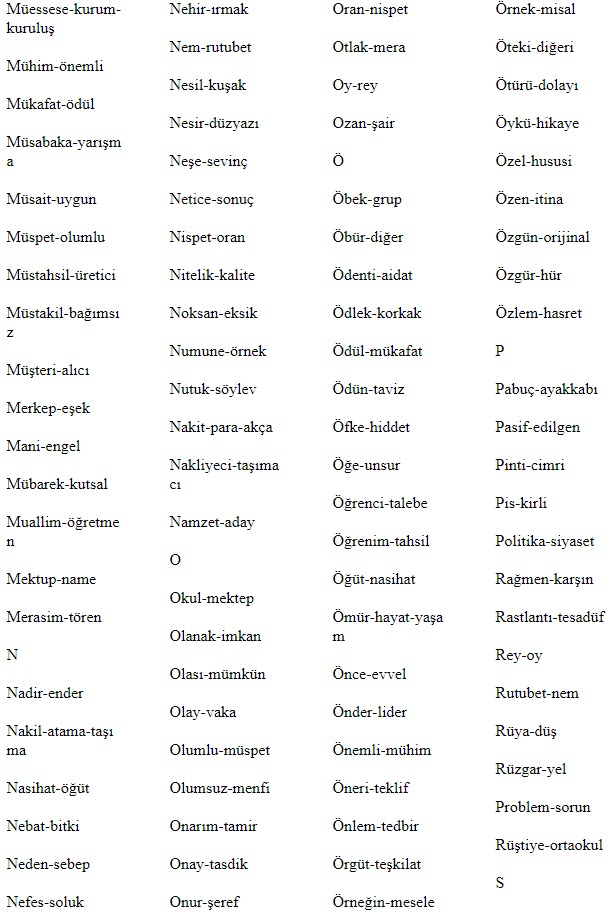 Müessese-kurum-
kuruluş
Mühim-önemli
Mükafat-ödül
Müsabaka-yarışm
a
Müsait-uygun
Müspet-olumlu
Müstahsil-üretici
Müstakil-bağımsı
z
Müşteri-alıcı
Merkep-eşek
Mani-engel
Mübarek-kutsal
Muallim-öğretme
n
Mektup-name
Merasim-tören
N
Nadir-ender
Nakil-atama-taşı
ma
Nasihat-öğüt
Nebat-bitki
Neden-sebep
Nefes-soluk
Nehir-ırmak
Nem-rutubet
Nesil-kuşak
Nesir-düzyazı
Neşe-sevinç
Netice-sonuç
Nispet-oran
Nitelik-kalite
Noksan-eksik
Numune-örnek
Nutuk-söylev
Nakit-para-akça
Nakliyeci-taşıma
cı
Namzet-aday
O
Okul-mektep
Olanak-imkan
Olası-mümkün
Olay-vaka
Olumlu-müspet
Olumsuz-menfi
Onarım-tamir
Onay-tasdik
Onur-şeref
Oran-nispet
Otlak-mera
Oy-rey
Ozan-şair
Ö
Öbek-grup
Öbür-diğer
Ödenti-aidat
Ödlek-korkak
Ödül-mükafat
Ödün-taviz
Öfke-hiddet
Öğe-unsur
Öğrenci-talebe
Öğrenim-tahsil
Öğüt-nasihat
Ömür-hayat-yaşa
m
Önce-evvel
Önder-lider
Önemli-mühim
Öneri-teklif
Önlem-tedbir
Örgüt-teşkilat
Örneğin-mesele
Örnek-misal
Öteki-diğeri
Ötürü-dolayı
Öykü-hikaye
Özel-hususi
Özen-itina
Özgün-orijinal
Özgür-hür
Özlem-hasret
P
Pabuç-ayakkabı
Pasif-edilgen
Pinti-cimri
Pis-kirli
Politika-siyaset
Rağmen-karşın
Rastlantı-tesadüf
Rey-oy
Rutubet-nem
Rüya-düş
Rüzgar-yel
Problem-sorun
Rüştiye-ortaokul
S